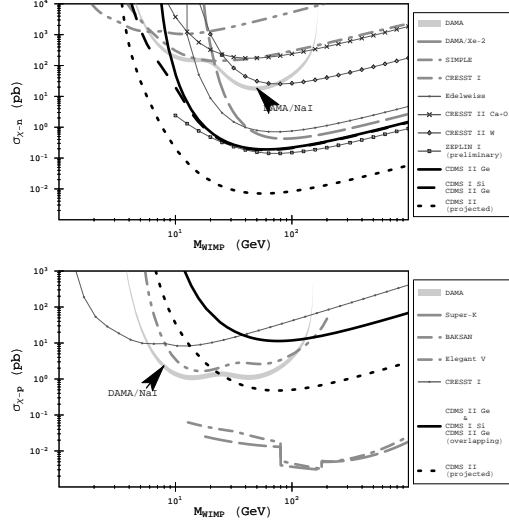 10⁴
10³
10²
10¹
10⁰
10⁻¹
10⁻²
σχ-n (pb)
DAMA/NaI
10¹
10²
M_WIMP (GeV)
DAMA
DAMA/Xe-2
SIMPLE
CRESST I
Edelweiss
CRESST II Ca-O
CRESST II W
ZEPLIN I
(preliminary)
CDMS II Ge
CDMS I Si
CDMS II Ge
CDMS II
(projected)
10³
10²
10¹
10⁰
10⁻¹
10⁻²
σχ-p (pb)
DAMA/NaI
10¹
10²
M_WIMP (GeV)
DAMA
Super-K
BAKSAN
Elegant V
CRESST I
CDMS II Ge
&
CDMS I Si
CDMS II Ge
(overlapping)
CDMS II
(projected)